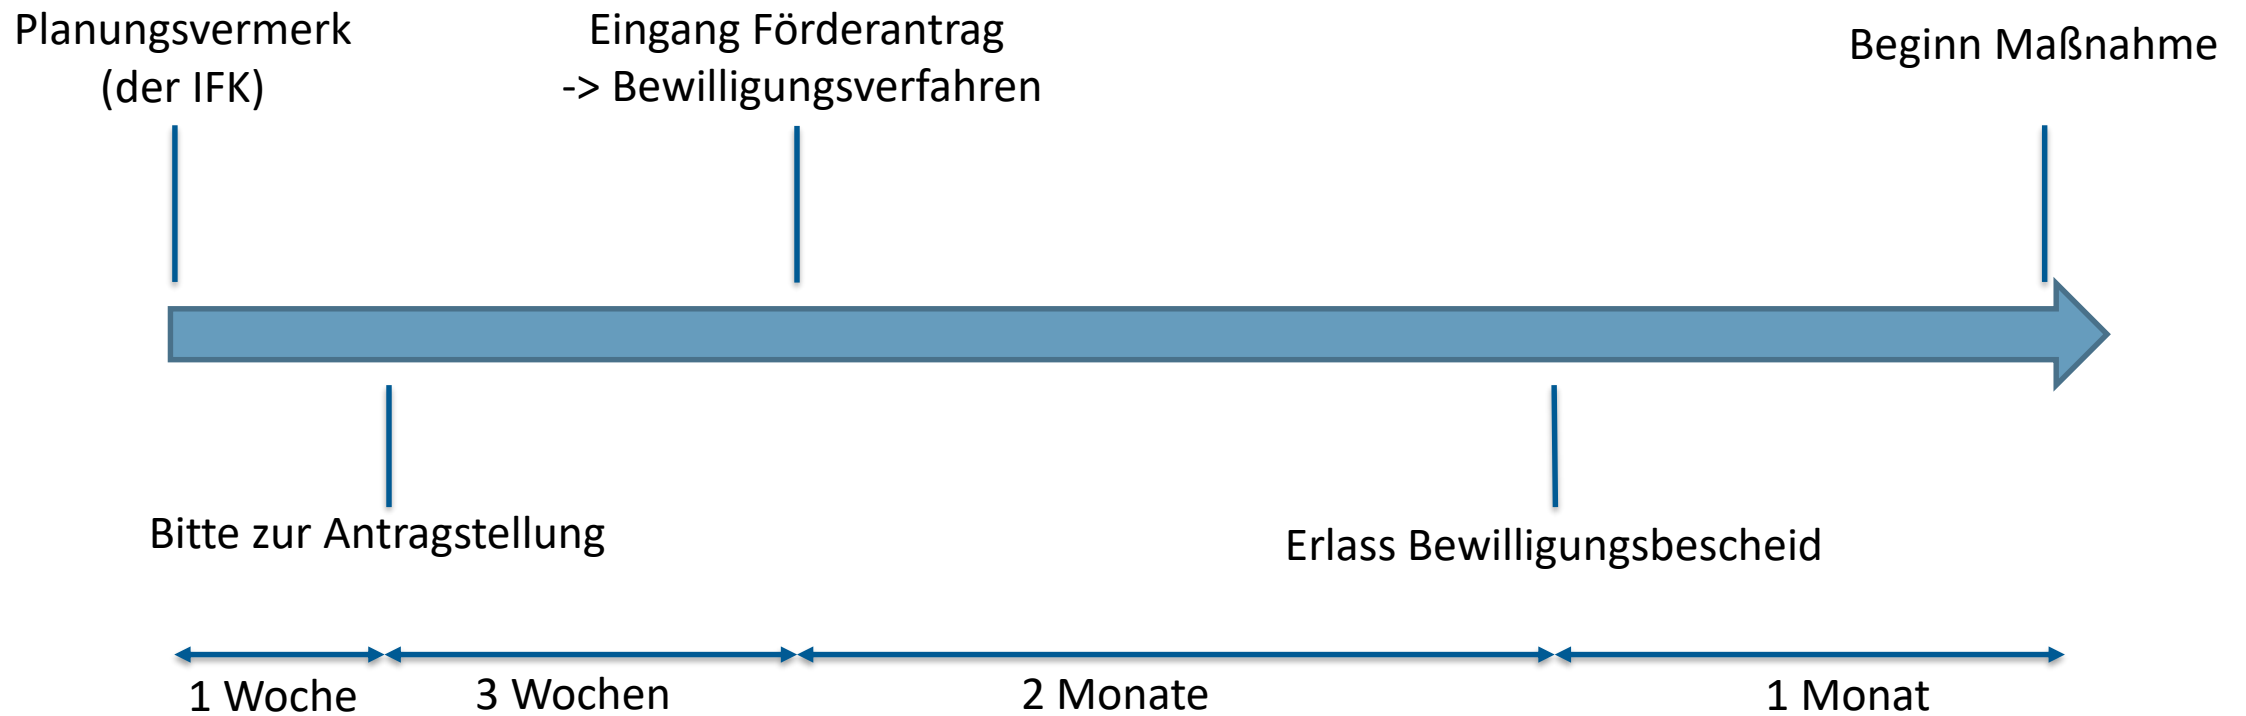 Planungsvermerk
(der IFK)
Eingang Förderantrag
-> Bewilligungsverfahren
Beginn Maßnahme
Bitte zur Antragstellung
Erlass Bewilligungsbescheid
1 Woche
3 Wochen
2 Monate
1 Monat